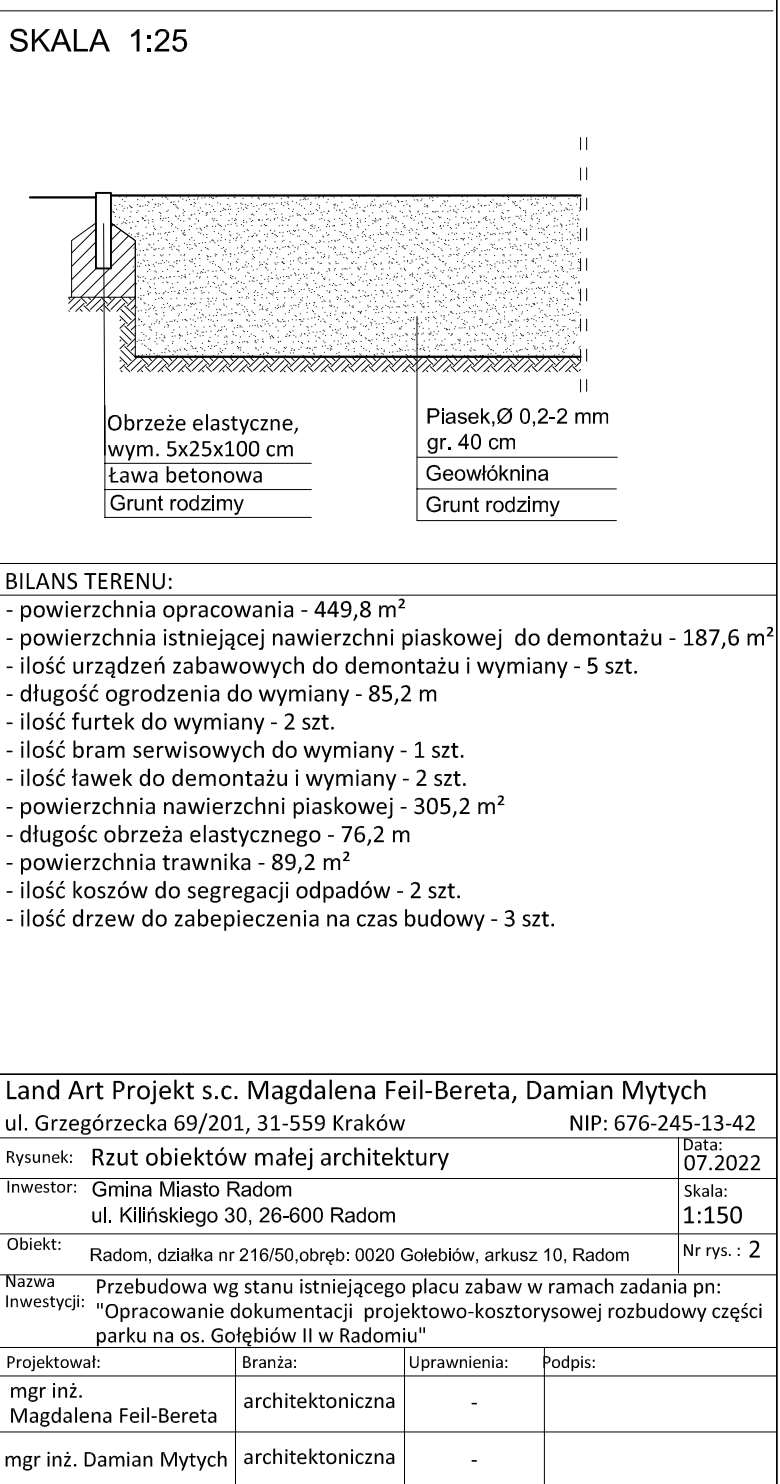 SKALA 1:25
Obrzeże elastyczne,
wym. 5x25x100 cm
Ława betonowa
Grunt rodzimy
Piasek,Ø 0,2-2 mm
gr. 40 cm
Geowłóknina
Grunt rodzimy
BILANS TERENU:
- powierzchnia opracowania - 449,8 m²
- powierzchnia istniejącej nawierzchni piaskowej do demontażu - 187,6 m²
- ilość urządzeń zabawowych do demontażu i wymiany - 5 szt.
- długość ogrodzenia do wymiany - 85,2 m
- ilość furtek do wymiany - 2 szt.
- ilość bram serwisowych do wymiany - 1 szt.
- ilość ławek do demontażu i wymiany - 2 szt.
- powierzchnia nawierzchni piaskowej - 305,2 m²
- długośc obrzeża elastycznego - 76,2 m
- powierzchnia trawnika - 89,2 m²
- ilość koszów do segregacji odpadów - 2 szt.
- ilość drzew do zabepieczenia na czas budowy - 3 szt.
Land Art Projekt s.c. Magdalena Feil-Bereta, Damian Mytych
ul. Grzegórzecka 69/201, 31-559 Kraków NIP: 676-245-13-42
Rysunek: Rzut obiektów małej architektury
Data:
07.2022
Inwestor: Gmina Miasto Radom
ul. Kilińskiego 30, 26-600 Radom
Skala:
1:150
Obiekt: Radom, działka nr 216/50,obręb: 0020 Gołebiów, arkusz 10, Radom
Nr rys. : 2
Nazwa
Inwestycji:
Przebudowa wg stanu istniejącego placu zabaw w ramach zadania pn:
"Opracowanie dokumentacji projektowo-kosztorysowej rozbudowy części
parku na os. Gołębiów II w Radomiu"
Projektował: Branża: Uprawnienia: Podpis:
mgr inż.
Magdalena Feil-Bereta architektoniczna -
mgr inż. Damian Mytych architektoniczna -